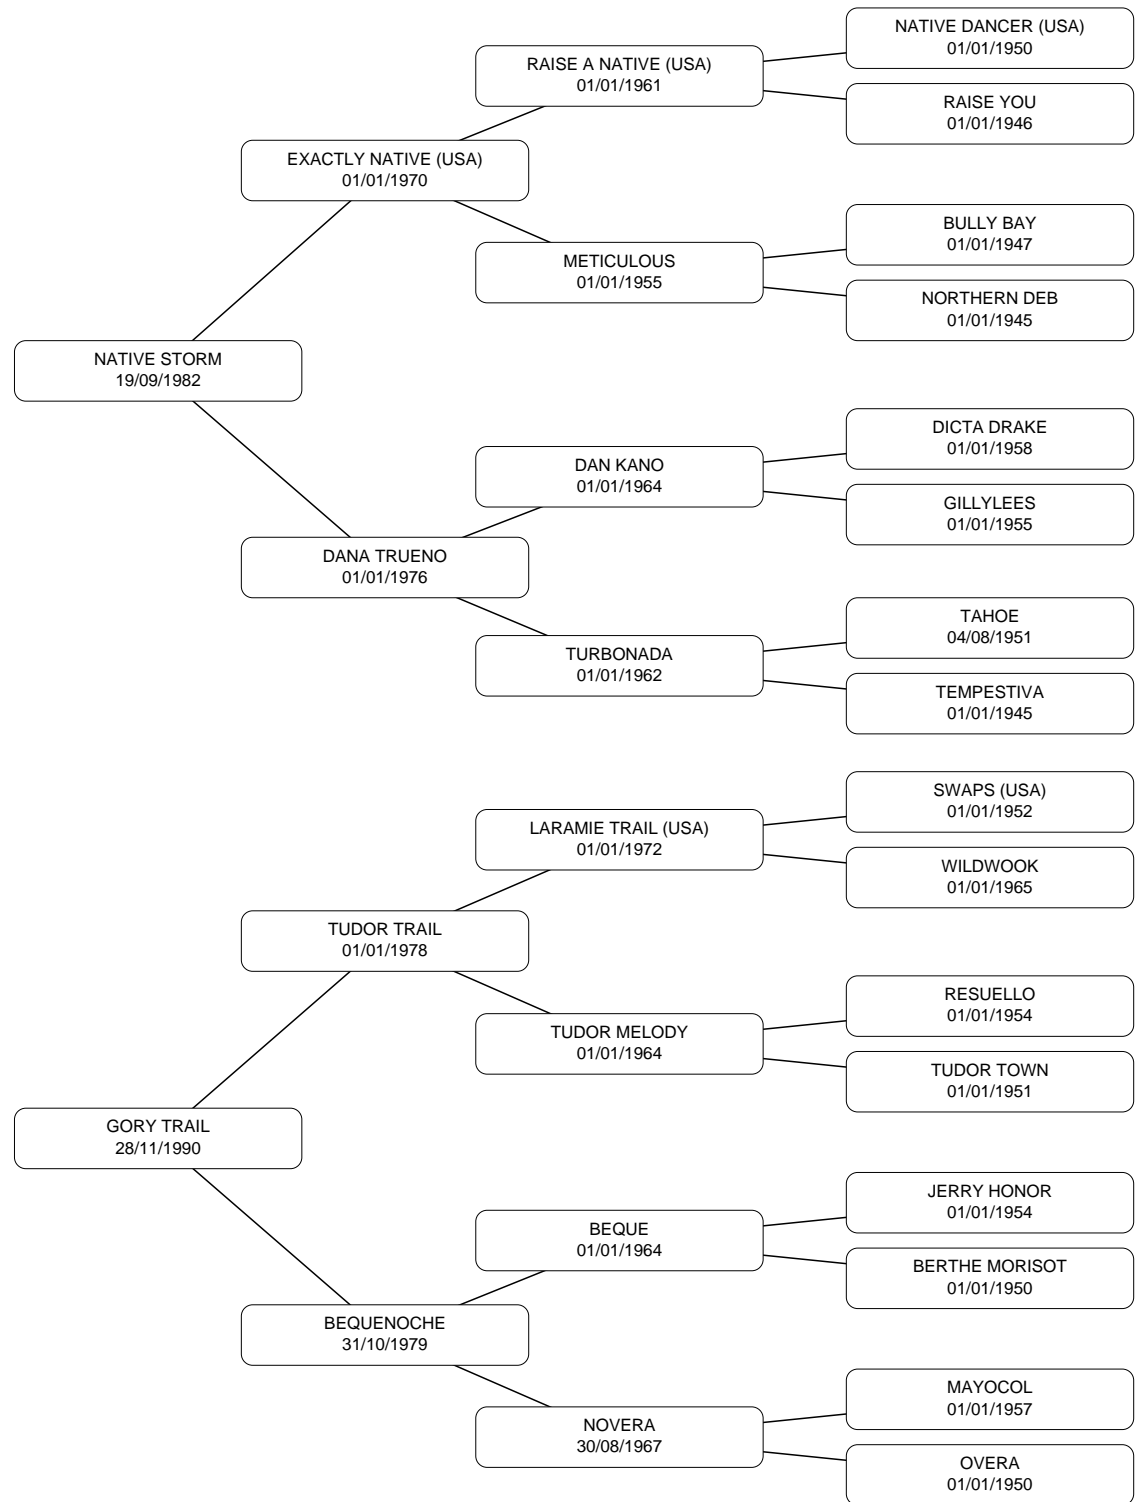 NATIVE DANCER (USA)
01/01/1950
RAISE A NATIVE (USA)
01/01/1961
RAISE YOU
01/01/1946
EXACTLY NATIVE (USA)
01/01/1970
BULLY BAY
01/01/1947
METICULOUS
01/01/1955
NORTHERN DEB
01/01/1945
NATIVE STORM
19/09/1982
DICTA DRAKE
01/01/1958
DAN KANO
01/01/1964
GILLYLEES
01/01/1955
DANA TRUENO
01/01/1976
TAHOE
04/08/1951
TURBONADA
01/01/1962
TEMPESTIVA
01/01/1945
SWAPS (USA)
01/01/1952
LARAMIE TRAIL (USA)
01/01/1972
WILDWOOK
01/01/1965
TUDOR TRAIL
01/01/1978
RESUELLO
01/01/1954
TUDOR MELODY
01/01/1964
TUDOR TOWN
01/01/1951
GORY TRAIL
28/11/1990
JERRY HONOR
01/01/1954
BEQUE
01/01/1964
BERTHE MORISOT
01/01/1950
BEQUENOCHE
31/10/1979
MAYOCOL
01/01/1957
NOVERA
30/08/1967
OVERA
01/01/1950